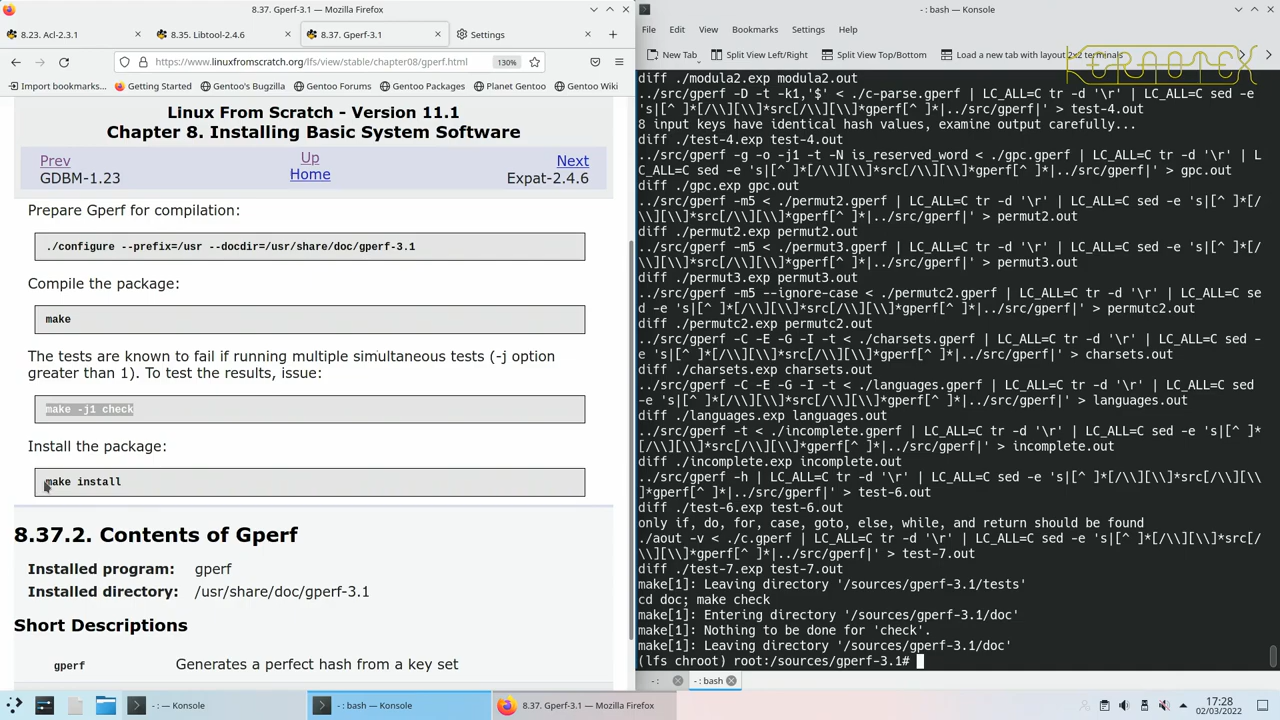 8.37. Gperf-3.1 — Mozilla Firefox
8.23. Acl-2.3.1
8.35. Libtool-2.4.6
8.37. Gperf-3.1
Settings
https://www.linuxfromscratch.org/lfs/view/stable/chapter08/gperf.html
130%
Import bookmarks...
Getting Started
Gentoo's Bugzilla
Gentoo Forums
Gentoo Packages
Planet Gentoo
Gentoo Wiki
Linux From Scratch - Version 11.1
Chapter 8. Installing Basic System Software
Prev
Up
Next
GDBM-1.23
Home
Expat-2.4.6
Prepare Gperf for compilation:
./configure --prefix=/usr --docdir=/usr/share/doc/gperf-3.1
Compile the package:
make
The tests are known to fail if running multiple simultaneous tests (-j option
greater than 1). To test the results, issue:
make -j1 check
Install the package:
make install
8.37.2. Contents of Gperf
Installed program: gperf
Installed directory: /usr/share/doc/gperf-3.1
Short Descriptions
gperf Generates a perfect hash from a key set
- : bash — Konsole
File Edit View Bookmarks Settings Help
New Tab
Split View Left/Right
Split View Top/Bottom
Load a new tab with layout 2x2 terminals
KERNOTEX
diff ./modula2.exp modula2.out
../src/gperf -D -t -k1,'$' < ./c-parse.gperf | LC_ALL=C tr -d '\r' | LC_ALL=C sed -e
's|[^ ]*[/\\][\\]*src[/\\][\\]*gperf[^ ]*|../src/gperf|' > test-4.out
8 input keys have identical hash values, examine output carefully...
diff ./test-4.exp test-4.out
../src/gperf -g -o -j1 -t -N is_reserved_word < ./gpc.gperf | LC_ALL=C tr -d '\r' | L
C_ALL=C sed -e 's|[^ ]*[/\\][\\]*src[/\\][\\]*gperf[^ ]*|../src/gperf|' > gpc.out
diff ./gpc.exp gpc.out
../src/gperf -m5 < ./permut2.gperf | LC_ALL=C tr -d '\r' | LC_ALL=C sed -e 's|[^ ]*[/
\\][\\]*src[/\\][\\]*gperf[^ ]*|../src/gperf|' > permut2.out
diff ./permut2.exp permut2.out
../src/gperf -m5 < ./permut3.gperf | LC_ALL=C tr -d '\r' | LC_ALL=C sed -e 's|[^ ]*[/
\\][\\]*src[/\\][\\]*gperf[^ ]*|../src/gperf|' > permut3.out
diff ./permut3.exp permut3.out
../src/gperf -m5 --ignore-case < ./permutc2.gperf | LC_ALL=C tr -d '\r' | LC_ALL=C se
d -e 's|[^ ]*[/\\][\\]*src[/\\][\\]*gperf[^ ]*|../src/gperf|' > permutc2.out
diff ./permutc2.exp permutc2.out
../src/gperf -C -E -G -I -t < ./charsets.gperf | LC_ALL=C tr -d '\r' | LC_ALL=C sed -
e 's|[^ ]*[/\\][\\]*src[/\\][\\]*gperf[^ ]*|../src/gperf|' > charsets.out
diff ./charsets.exp charsets.out
../src/gperf -C -E -G -I -t < ./languages.gperf | LC_ALL=C tr -d '\r' | LC_ALL=C sed
-e 's|[^ ]*[/\\][\\]*src[/\\][\\]*gperf[^ ]*|../src/gperf|' > languages.out
diff ./languages.exp languages.out
../src/gperf -t < ./incomplete.gperf | LC_ALL=C tr -d '\r' | LC_ALL=C sed -e 's|[^ ]*
[/\\][\\]*src[/\\][\\]*gperf[^ ]*|../src/gperf|' > incomplete.out
diff ./incomplete.exp incomplete.out
../src/gperf -h | LC_ALL=C tr -d '\r' | LC_ALL=C sed -e 's|[^ ]*[/\\][\\]*src[/\\][\\
]*gperf[^ ]*|../src/gperf|' > test-6.out
diff ./test-6.exp test-6.out
only if, do, for, case, goto, else, while, and return should be found
./aout -v < ./c.gperf | LC_ALL=C tr -d '\r' | LC_ALL=C sed -e 's|[^ ]*[/\\][\\]*src[/
\\][\\]*gperf[^ ]*|../src/gperf|' > test-7.out
diff ./test-7.exp test-7.out
make[1]: Leaving directory '/sources/gperf-3.1/tests'
cd doc; make check
make[1]: Entering directory '/sources/gperf-3.1/doc'
make[1]: Nothing to be done for 'check'.
make[1]: Leaving directory '/sources/gperf-3.1/doc'
(lfs chroot) root:/sources/gperf-3.1#
- :
- : bash
- : — Konsole
- : bash — Konsole
8.37. Gperf-3.1 — Mozilla Firefox
17:28
02/03/2022